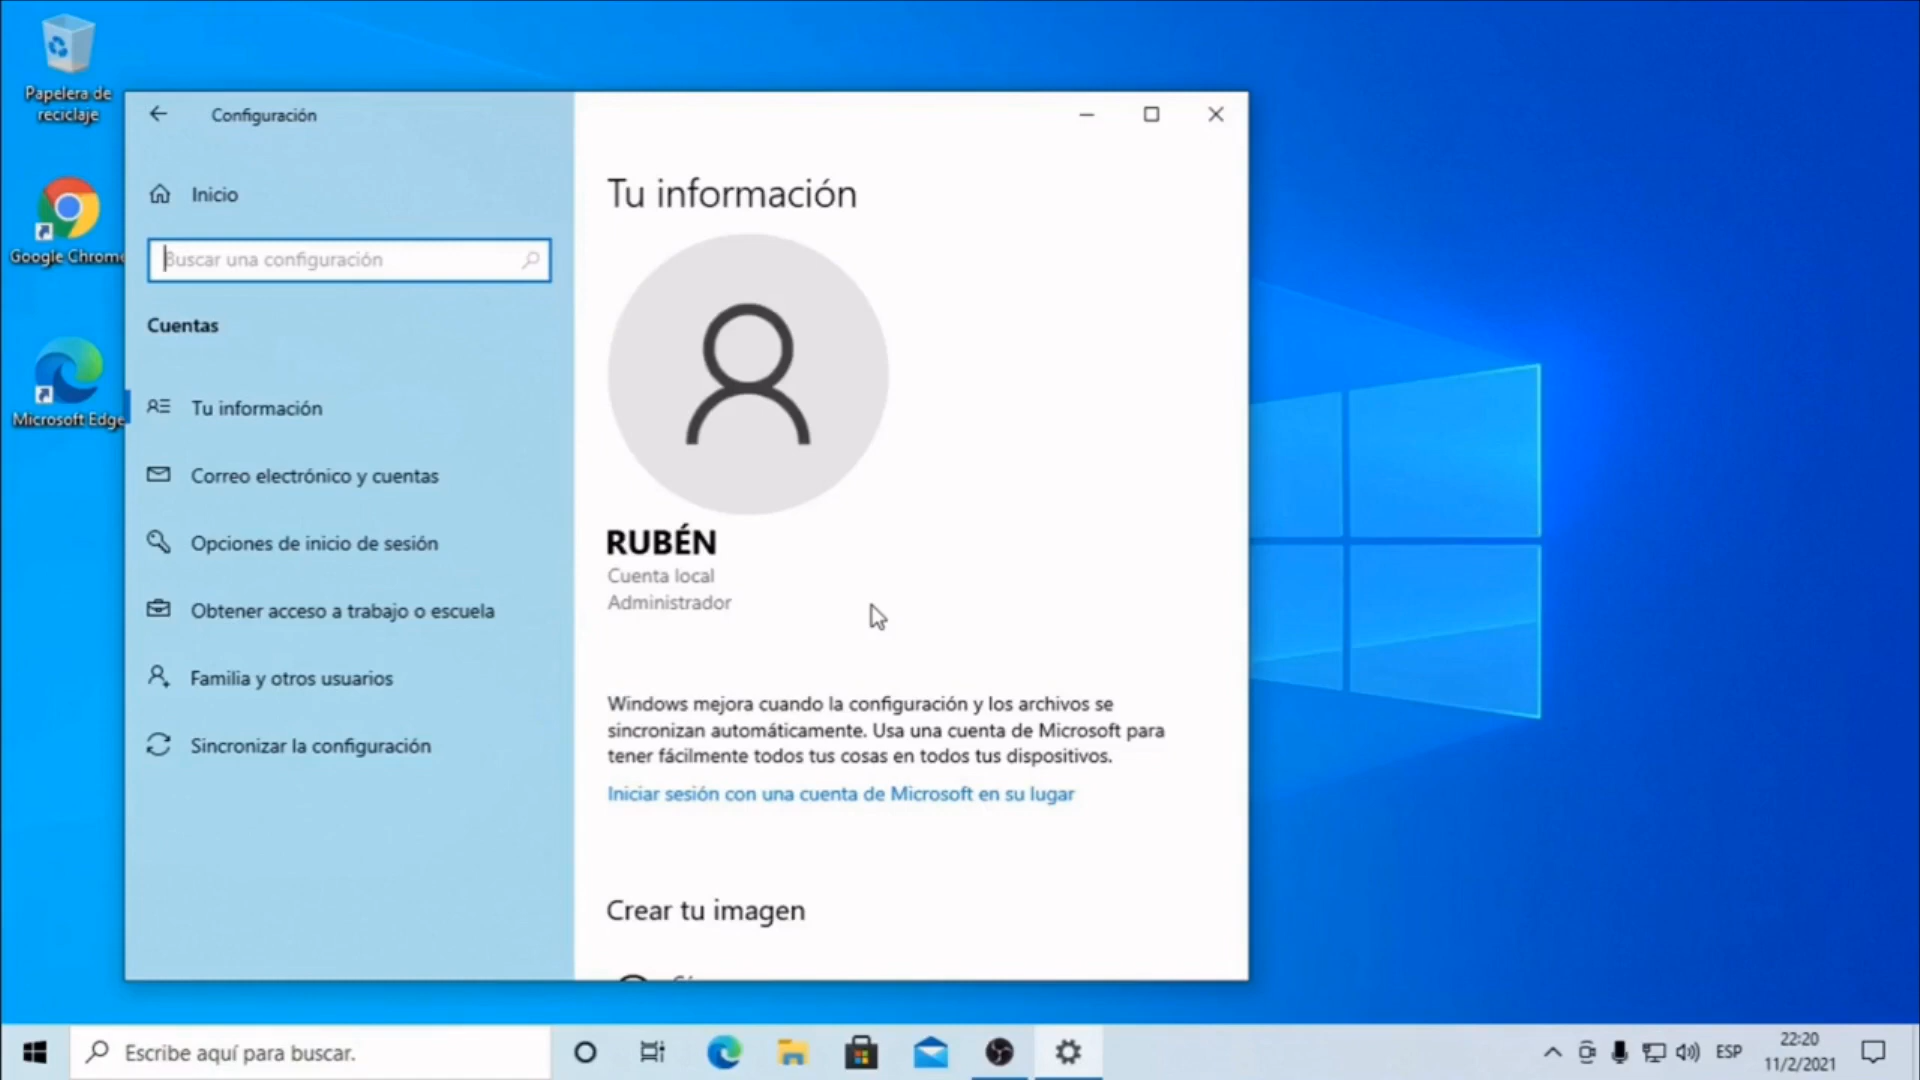 Papelera de
reciclaje
Google Chrome
Microsoft Edge
Configuración
Inicio
Buscar una configuración
Cuentas
Tu información
Correo electrónico y cuentas
Opciones de inicio de sesión
Obtener acceso a trabajo o escuela
Familia y otros usuarios
Sincronizar la configuración
Tu información
RUBÉN
Cuenta local
Administrador
Windows mejora cuando la configuración y los archivos se
sincronizan automáticamente. Usa una cuenta de Microsoft para
tener fácilmente todos tus cosas en todos tus dispositivos.
Iniciar sesión con una cuenta de Microsoft en su lugar
Crear tu imagen
Escribe aquí para buscar.
ESP
22:20
11/2/2021